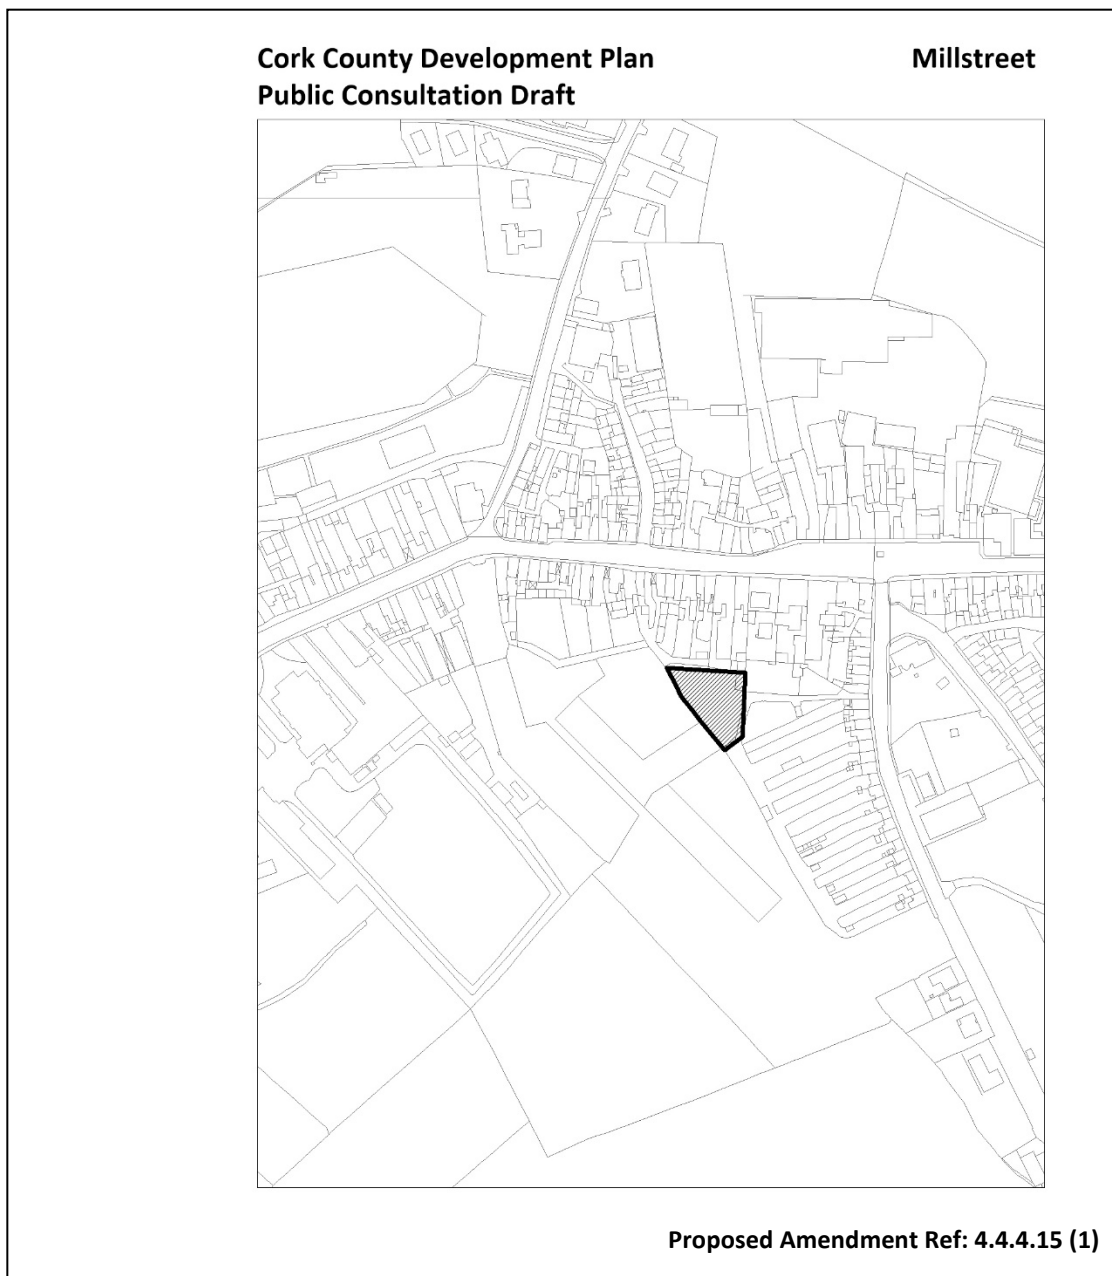 Cork County Development Plan Millstreet
Public Consultation Draft
Proposed Amendment Ref: 4.4.4.15 (1)